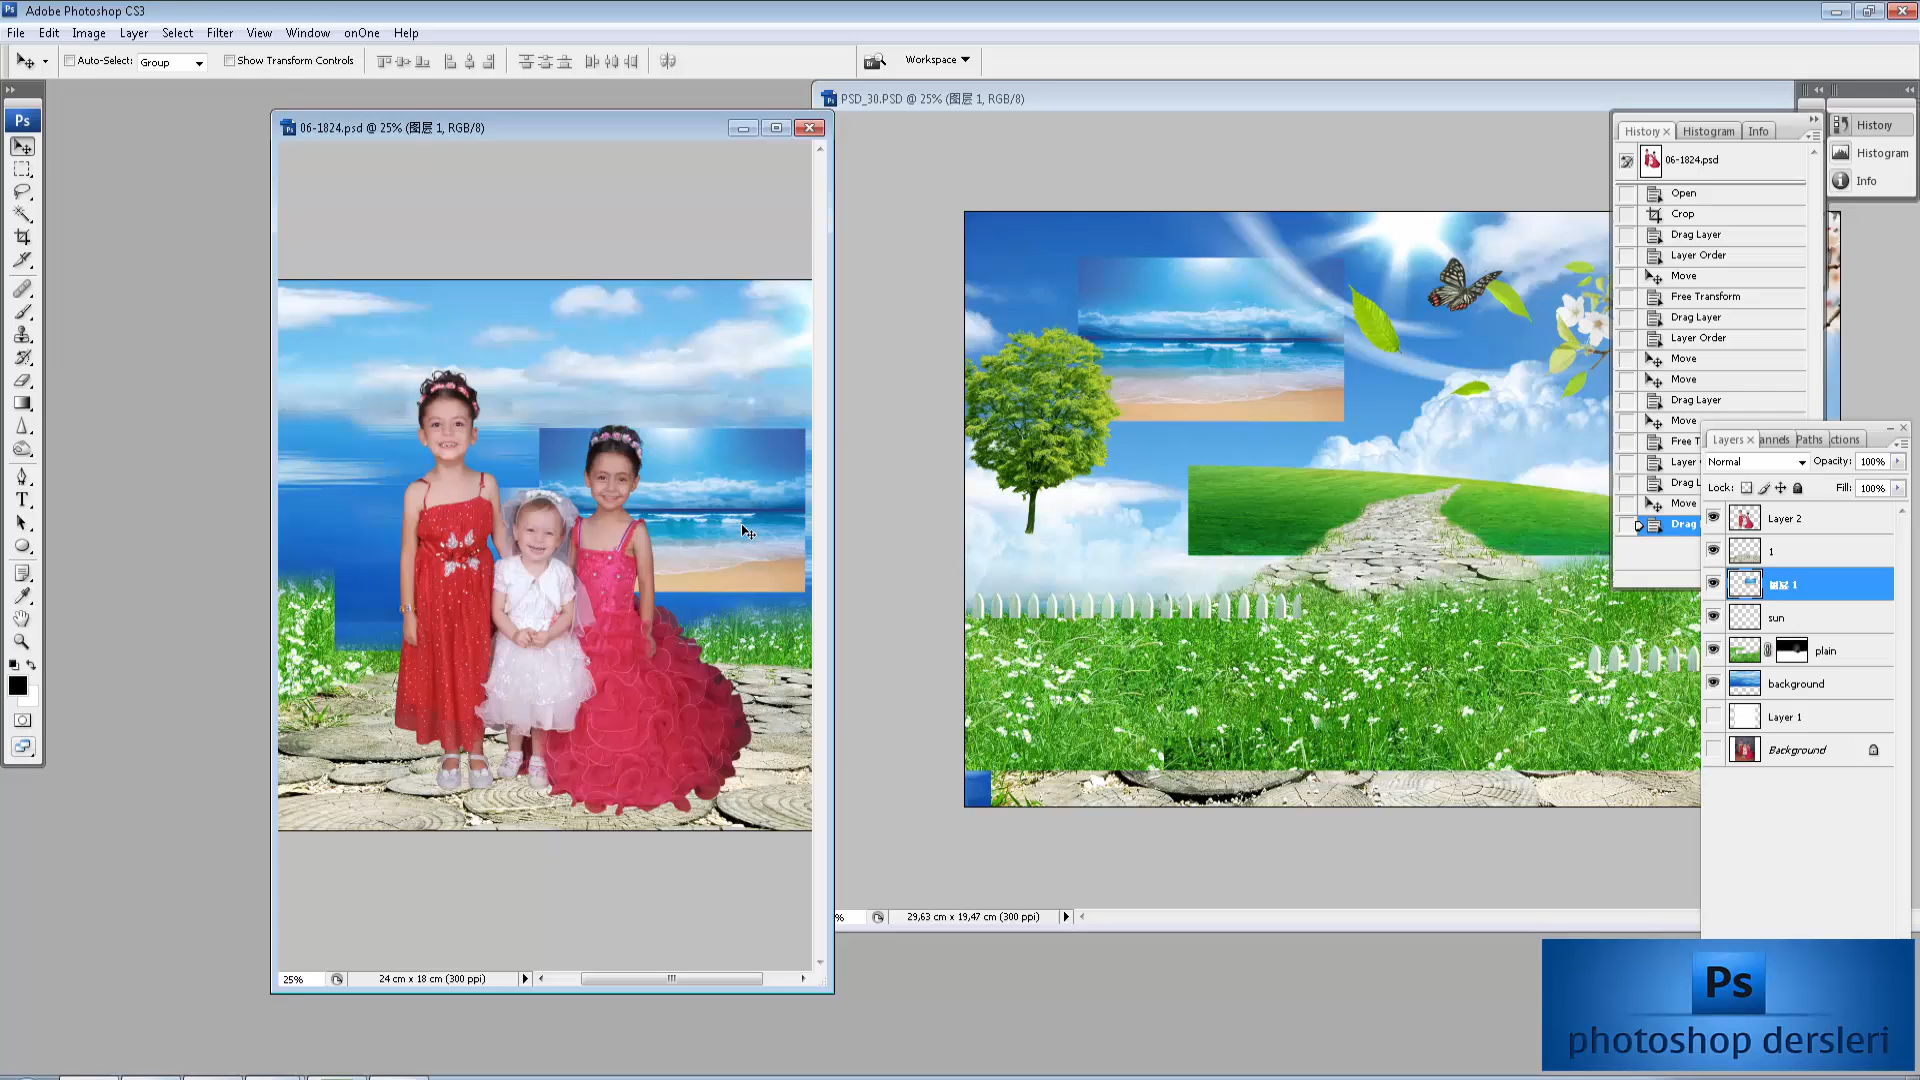 Adobe Photoshop CS3
File Edit Image Layer Select Filter View Window onOne Help
Auto-Select: Group Show Transform Controls Workspace
PSD_30.PSD @ 25% (图层 1, RGB/8)
06-1824.psd @ 25% (图层 1, RGB/8)
Ps
History Histogram Info
06-1824.psd
Open
Crop
Drag Layer
Layer Order
Move
Free Transform
Drag Layer
Layer Order
Move
Move
Drag Layer
Move
Free T
Layer
Drag L
Move
Drag
History
Histogram
Info
Layers annels Paths ctions
Normal Opacity: 100%
Lock: Fill: 100%
Layer 2
1
图层 1
sun
plain
background
Layer 1
Background
% 29,63 cm x 19,47 cm (300 ppi)
25% 24 cm x 18 cm (300 ppi)
Ps
photoshop dersleri